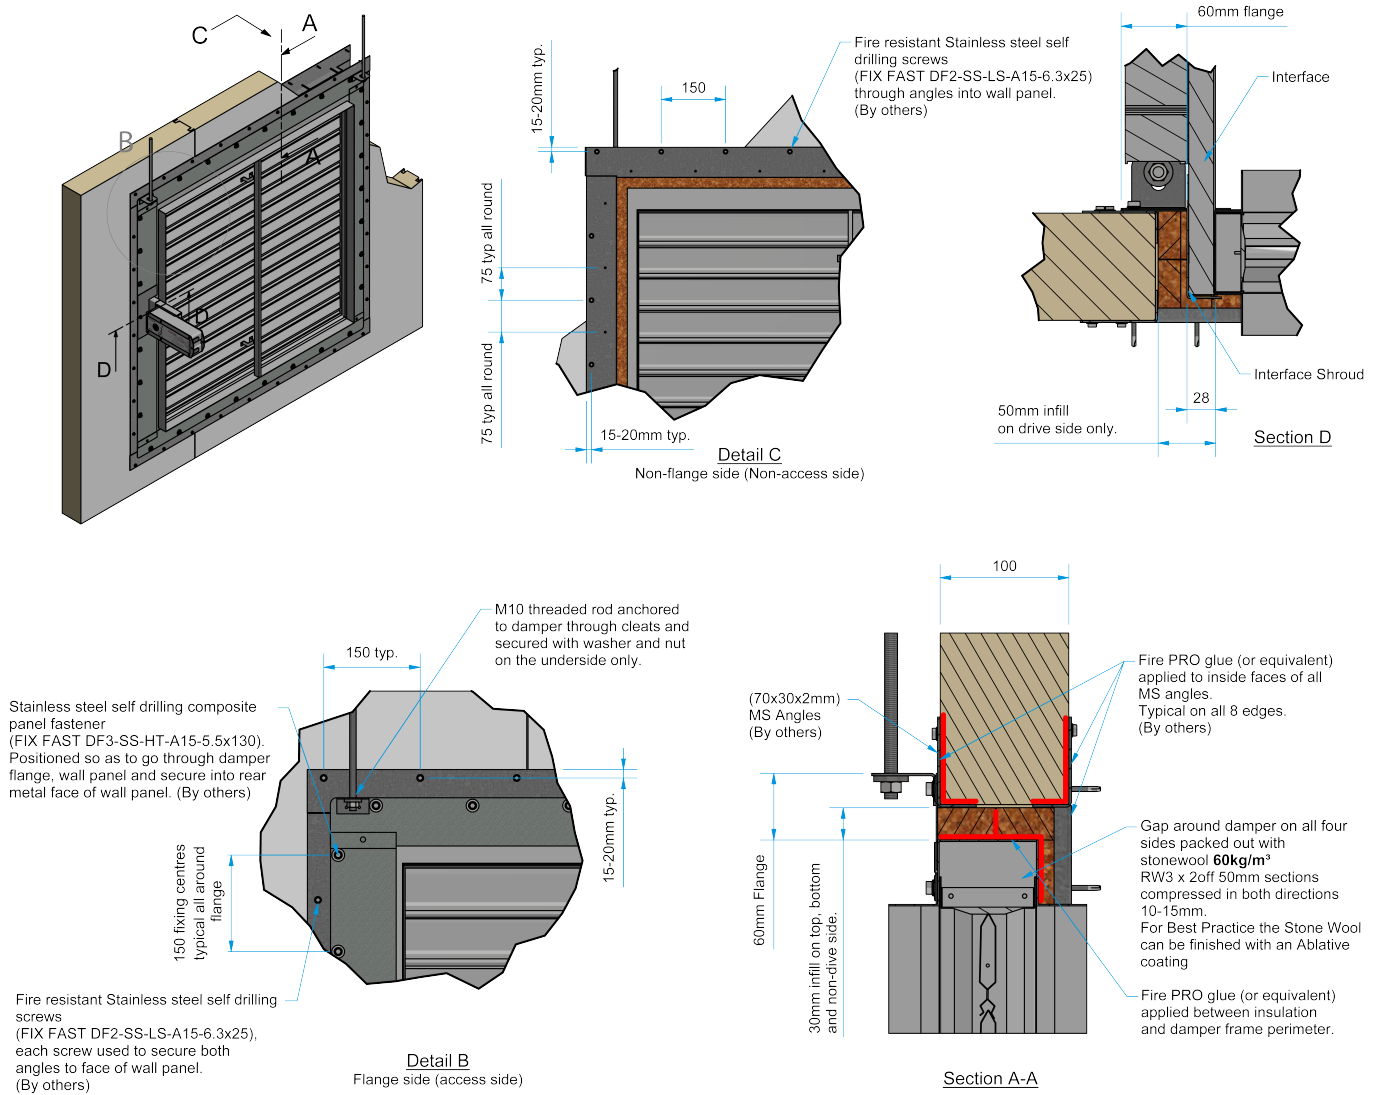 C
A
B
A
D
D
15-20mm typ.
150
Fire resistant Stainless steel self
drilling screws
(FIX FAST DF2-SS-LS-A15-6.3x25)
through angles into wall panel.
(By others)
75 typ all round
75 typ all round
15-20mm typ.
Detail C
Non-flange side (Non-access side)
60mm flange
Interface
Interface Shroud
28
50mm infill
on drive side only.
Section D
M10 threaded rod anchored
to damper through cleats and
secured with washer and nut
on the underside only.
150 typ.
Stainless steel self drilling composite
panel fastener
(FIX FAST DF3-SS-HT-A15-5.5x130).
Positioned so as to go through damper
flange, wall panel and secure into rear
metal face of wall panel. (By others)
15-20mm typ.
150 fixing centres
typical all around
flange
Fire resistant Stainless steel self drilling
screws
(FIX FAST DF2-SS-LS-A15-6.3x25),
each screw used to secure both
angles to face of wall panel.
(By others)
Detail B
Flange side (access side)
100
(70x30x2mm)
MS Angles
(By others)
Fire PRO glue (or equivalent)
applied to inside faces of all
MS angles.
Typical on all 8 edges.
(By others)
60mm Flange
30mm infill on top, bottom
and non-dive side.
Gap around damper on all four
sides packed out with
stonewool 60kg/m³
RW3 x 2off 50mm sections
compressed in both directions
10-15mm.
For Best Practice the Stone Wool
can be finished with an Ablative
coating
Fire PRO glue (or equivalent)
applied between insulation
and damper frame perimeter.
Section A-A